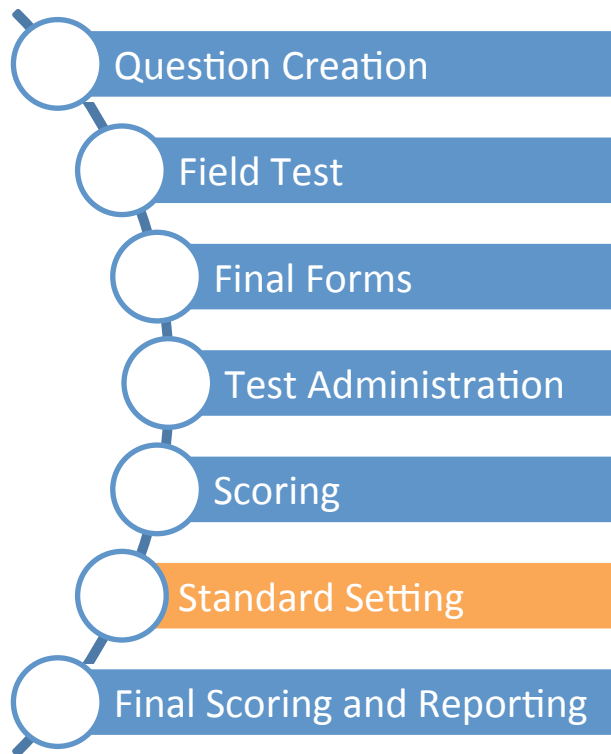 Question Creation
Field Test
Final Forms
Test Administration
Scoring
Standard Setting
Final Scoring and Reporting